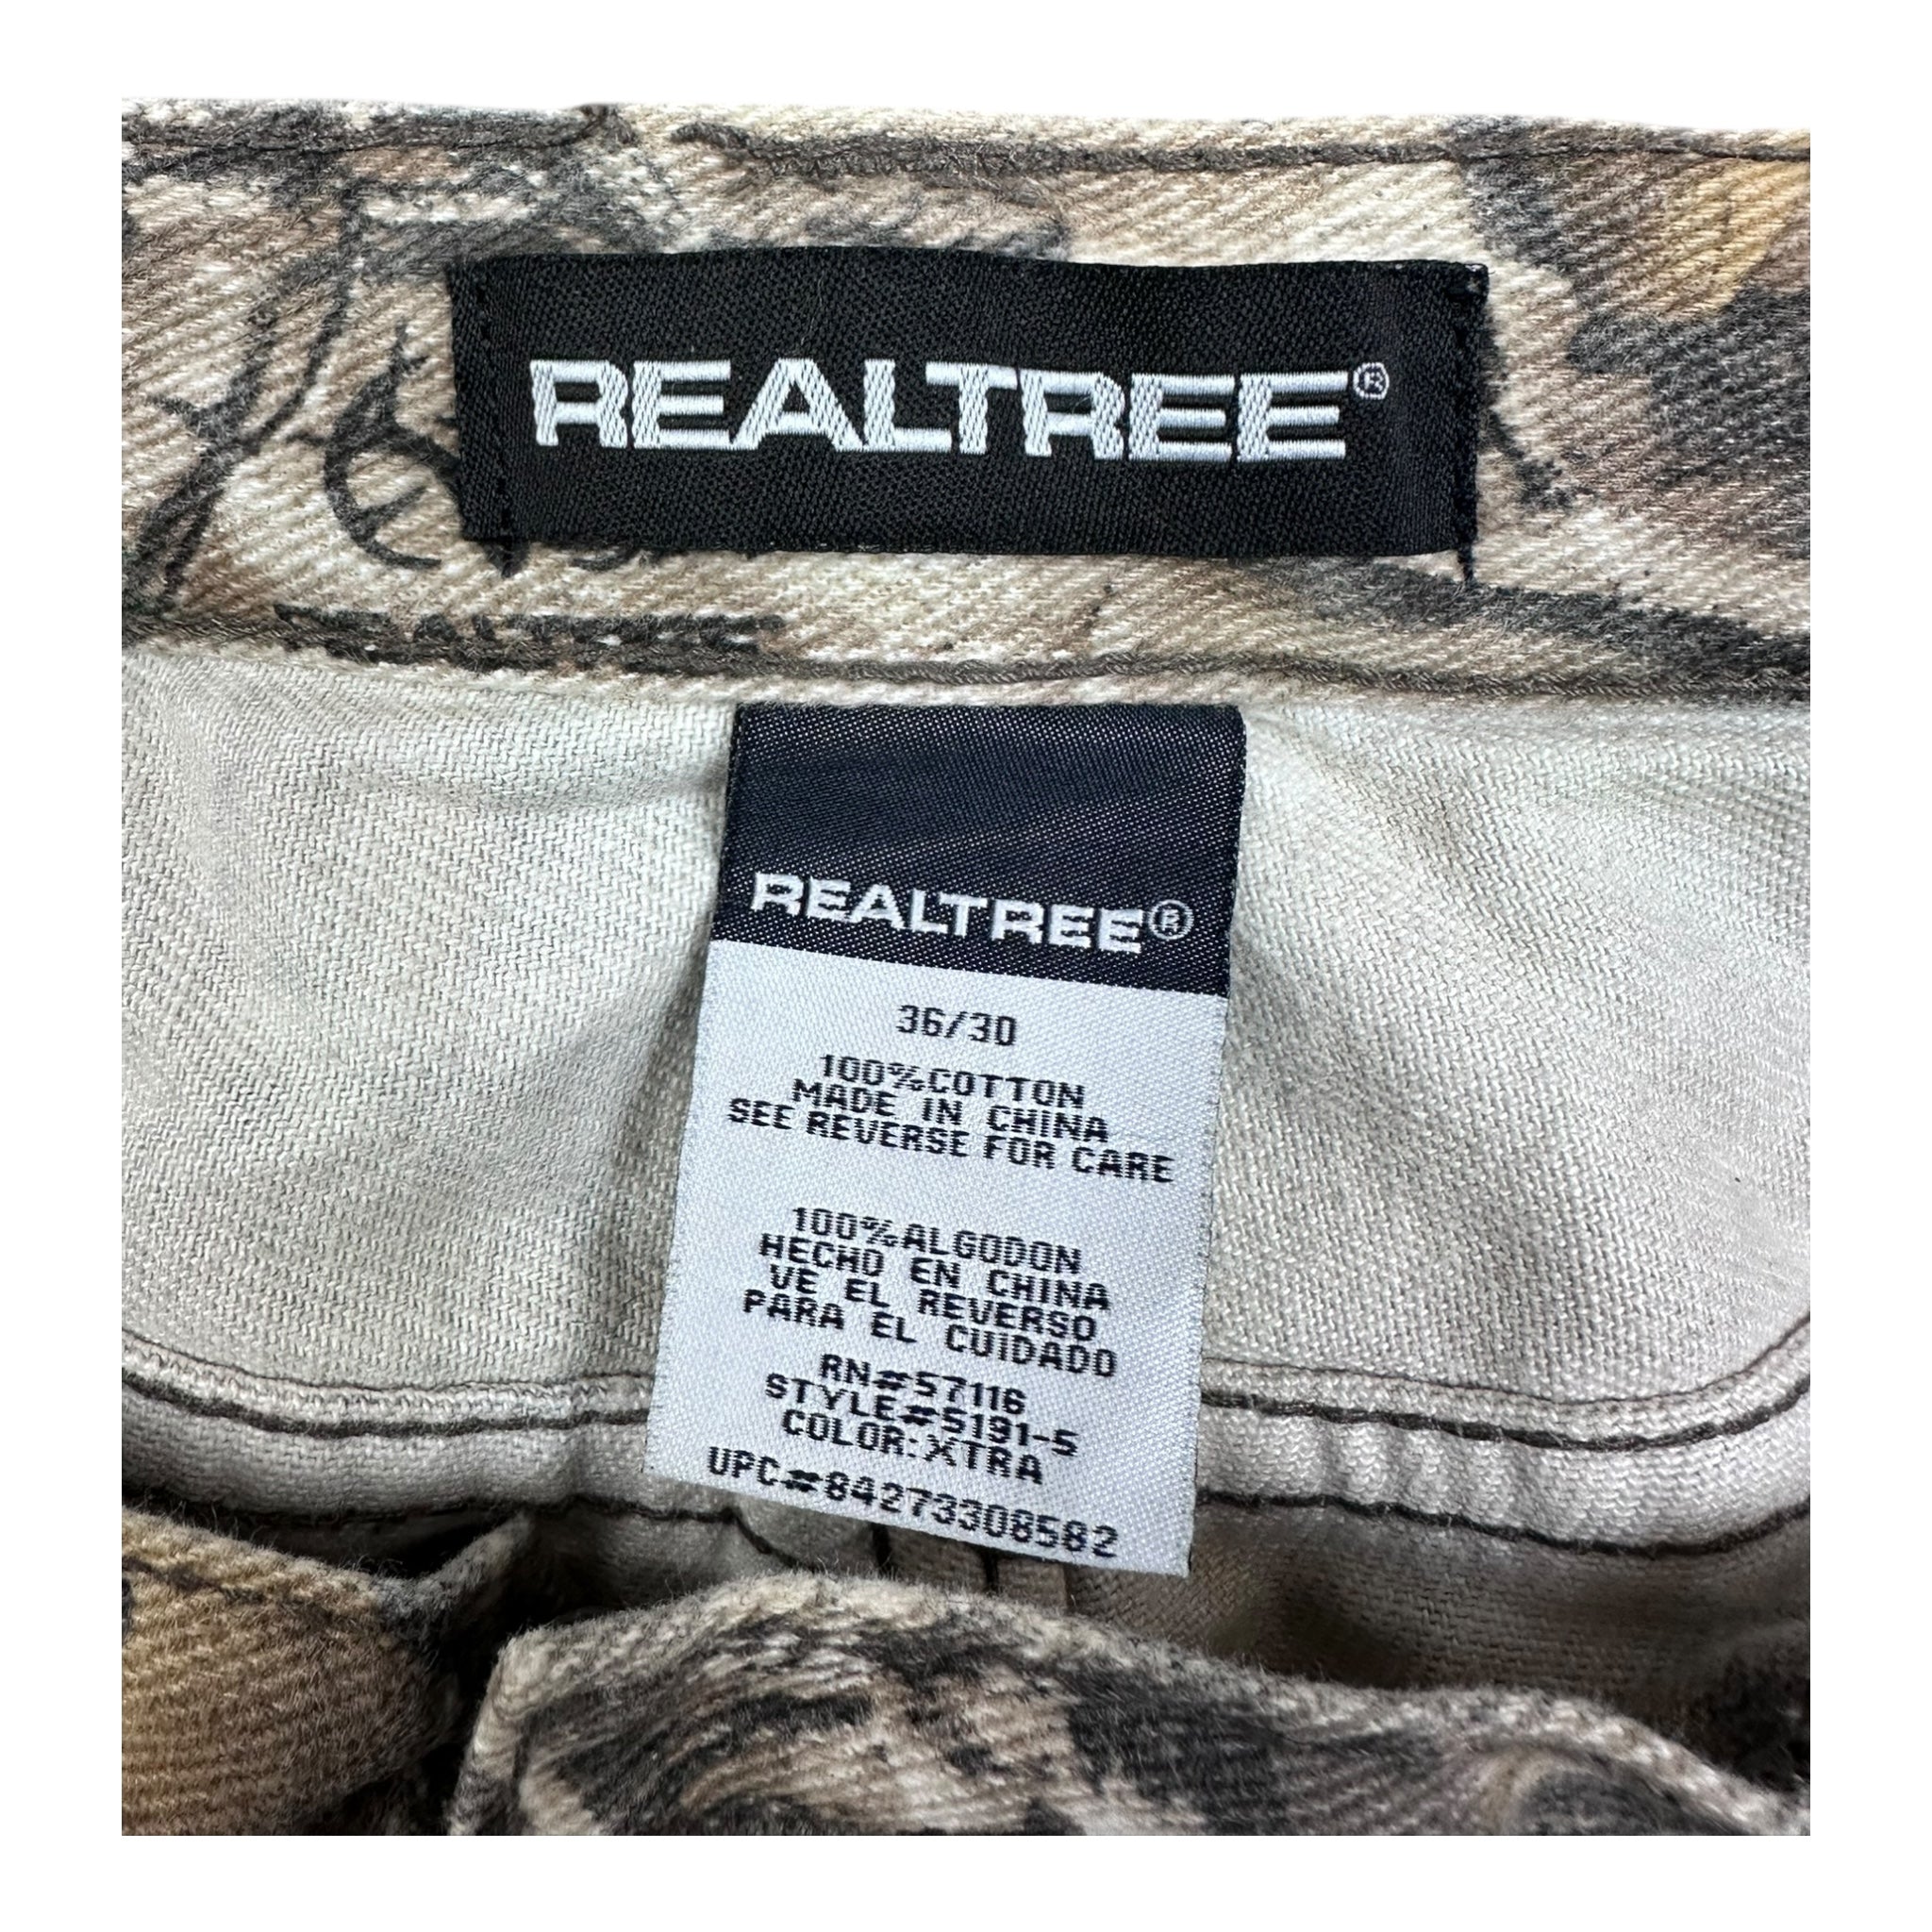 REALTREE®
REALTREE
REALTREE®
36/30
100%COTTON
MADE IN CHINA
SEE REVERSE FOR CARE
100%ALGODON
HECHO EN CHINA
VE EL REVERSO
PARA EL CUIDADO
RN#57116
STYLE#5191-5
COLOR:XTRA
UPC#84273308582